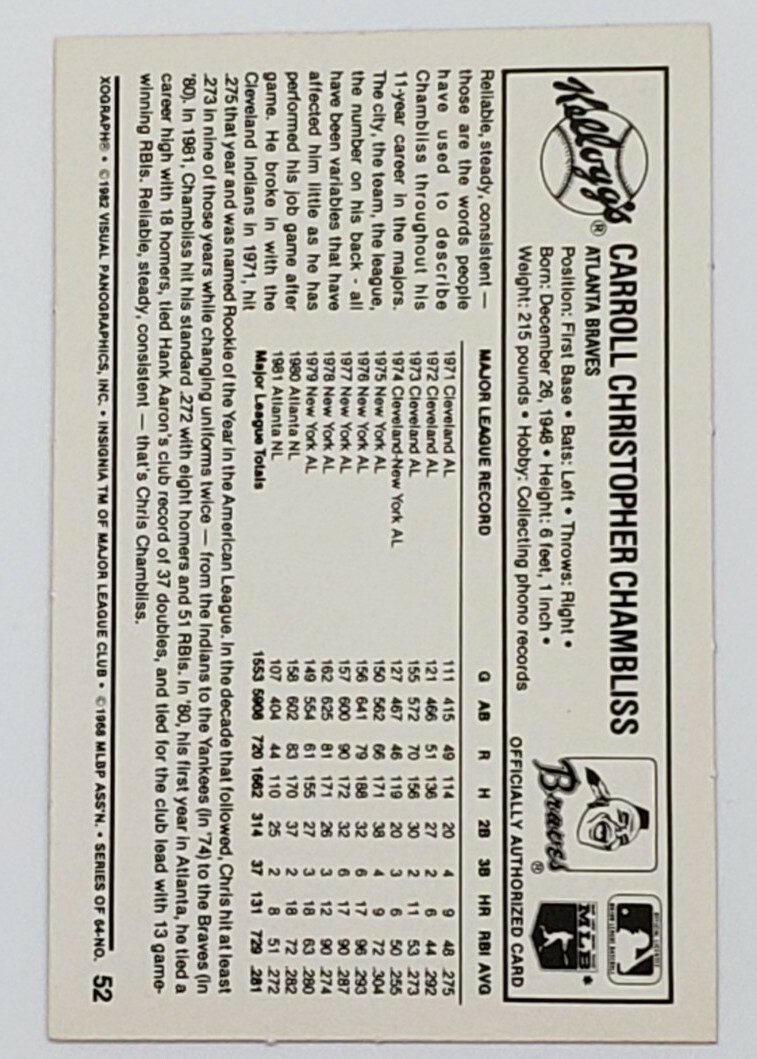 Kellogg's®
CARROLL CHRISTOPHER CHAMBLISS
ATLANTA BRAVES
Position: First Base • Bats: Left • Throws: Right •
Born: December 26, 1948 • Height: 6 feet, 1 inch •
Weight: 215 pounds • Hobby: Collecting phono records
Braves®
MLB
OFFICIALLY AUTHORIZED CARD
Reliable, steady, consistent —
those are the words people
have used to describe
Chambliss throughout his
11-year career in the majors.
The city, the team, the league,
the number on his back - all
have been variables that have
affected him little as he has
performed his job game after
game. He broke in with the
Cleveland Indians in 1971, hit
.275 that year and was named Rookie of the Year in the American League. In the decade that followed, Chris hit at least
.273 in nine of those years while changing uniforms twice — from the Indians to the Yankees (in '74) to the Braves (in
'80). In 1981, Chambliss hit his standard .272 with eight homers and 51 RBIs. In '80, his first year in Atlanta, he tied a
career high with 18 homers, tied Hank Aaron's club record of 37 doubles, and tied for the club lead with 13 game-
winning RBIs. Reliable, steady, consistent — that's Chris Chambliss.
MAJOR LEAGUE RECORD G AB R H 2B 3B HR RBI AVG
1971 Cleveland AL 111 415 49 114 20 4 9 48 .275
1972 Cleveland AL 121 466 51 136 27 2 6 44 .292
1973 Cleveland AL 155 572 70 156 30 2 11 53 .273
1974 Cleveland-New York AL 127 467 46 119 20 3 6 50 .255
1975 New York AL 150 562 66 171 38 4 9 72 .304
1976 New York AL 156 641 79 188 32 6 17 96 .293
1977 New York AL 157 600 90 172 32 6 17 90 .287
1978 New York AL 162 625 81 171 26 3 12 90 .274
1979 New York AL 149 554 61 155 27 3 18 63 .280
1980 Atlanta NL 158 602 83 170 37 2 18 72 .282
1981 Atlanta NL 107 404 44 110 25 2 8 51 .272
Major League Totals 1553 5908 720 1662 314 37 131 729 .281
XOGRAPH® • ©1982 VISUAL PANOGRAPHICS, INC. • INSIGNIA TM OF MAJOR LEAGUE CLUB • ©1968 MLBP ASS'N. • SERIES OF 64-NO. 52